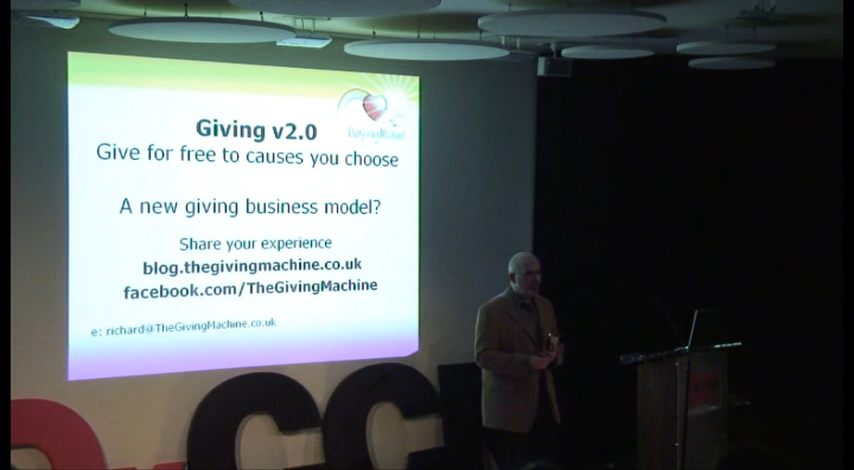 Giving v2.0
TheGivingMachine
Give for free to causes you choose
A new giving business model?
Share your experience
blog.thegivingmachine.co.uk
facebook.com/TheGivingMachine
e: richard@TheGivingMachine.co.uk